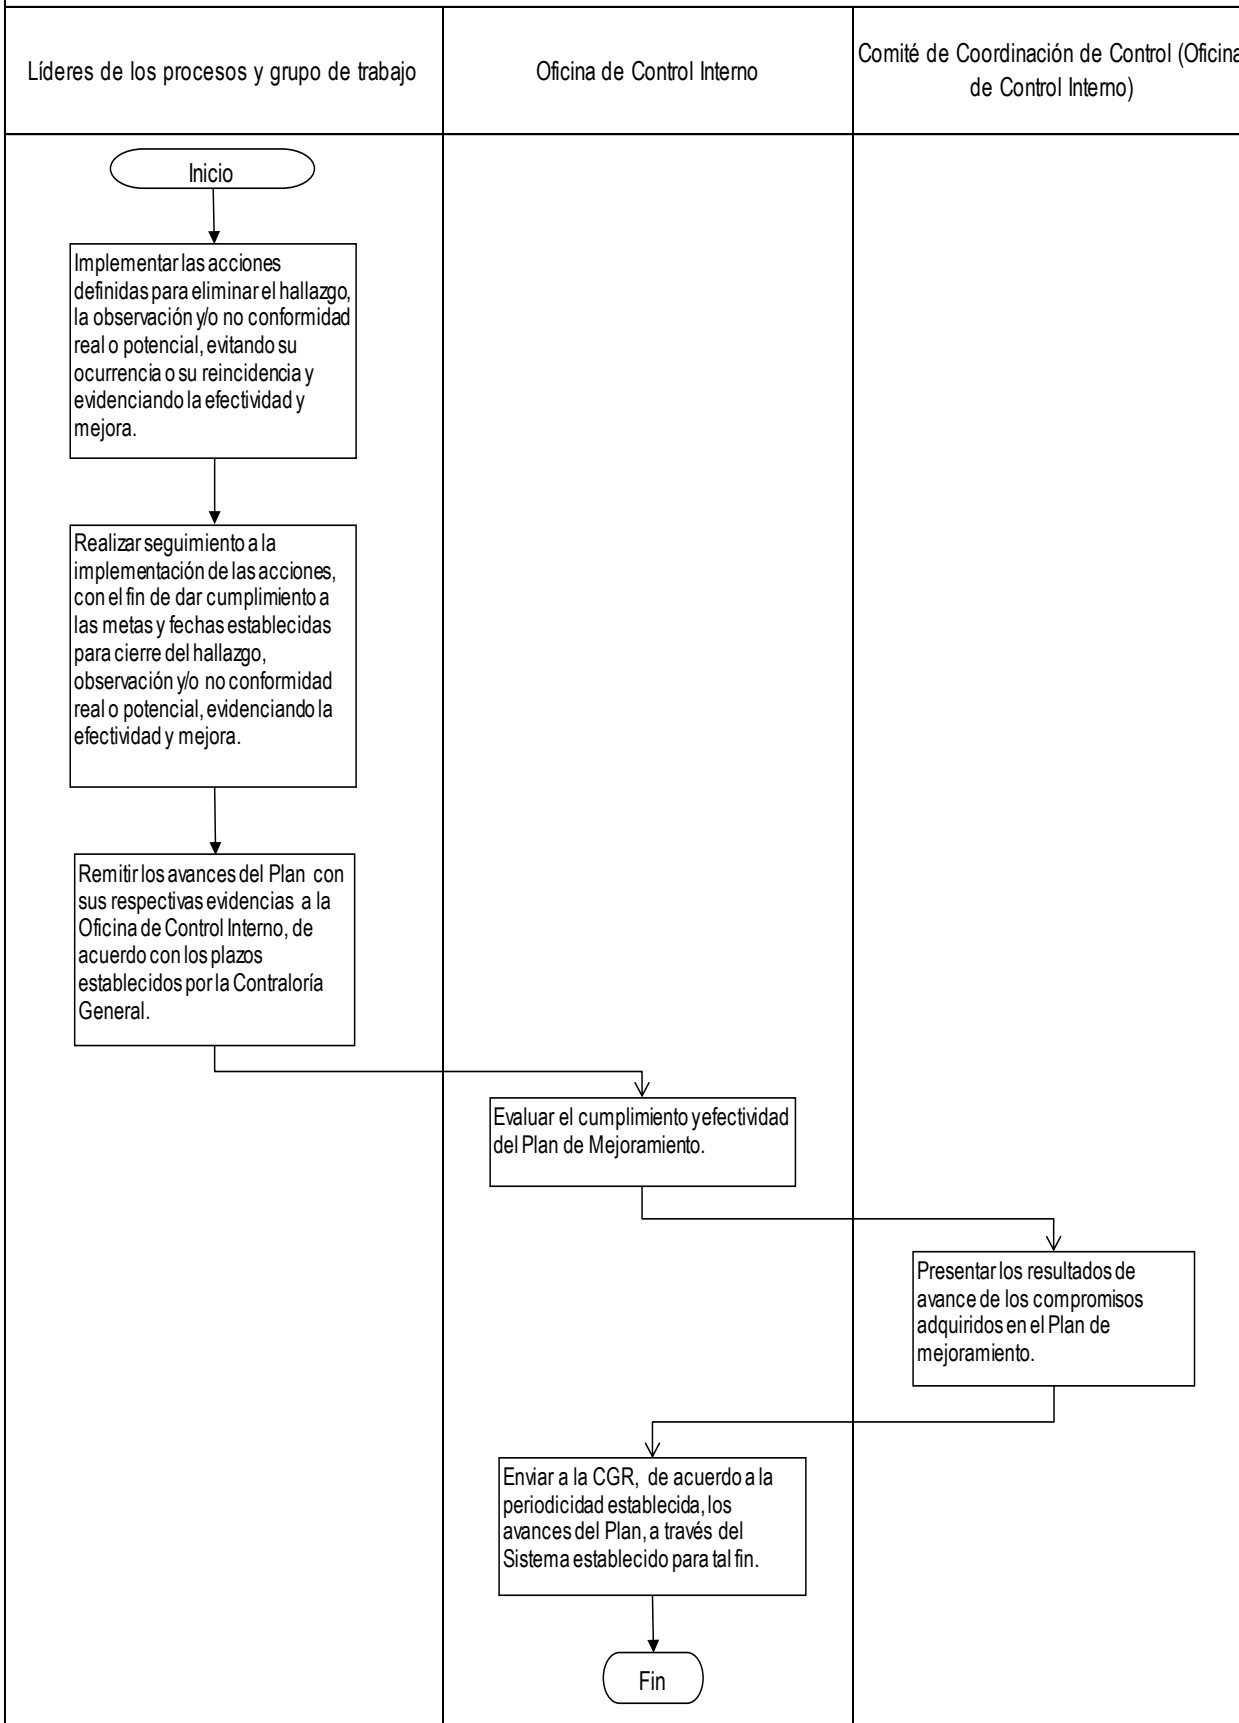 Líderes de los procesos y grupo de trabajo
Oficina de Control Interno
Comité de Coordinación de Control (Oficina
de Control Interno)
Inicio
Implementar las acciones
definidas para eliminar el hallazgo,
la observación y/o no conformidad
real o potencial, evitando su
ocurrencia o su reincidencia y
evidenciando la efectividad y
mejora.
Realizar seguimiento a la
implementación de las acciones,
con el fin de dar cumplimiento a
las metas y fechas establecidas
para cierre del hallazgo,
observación y/o no conformidad
real o potencial, evidenciando la
efectividad y mejora.
Remitir los avances del Plan con
sus respectivas evidencias a la
Oficina de Control Interno, de
acuerdo con los plazos
establecidos por la Contraloría
General.
Evaluar el cumplimiento y efectividad
del Plan de Mejoramiento.
Presentar los resultados de
avance de los compromisos
adquiridos en el Plan de
mejoramiento.
Enviar a la CGR, de acuerdo a la
periodicidad establecida, los
avances del Plan, a través del
Sistema establecido para tal fin.
Fin